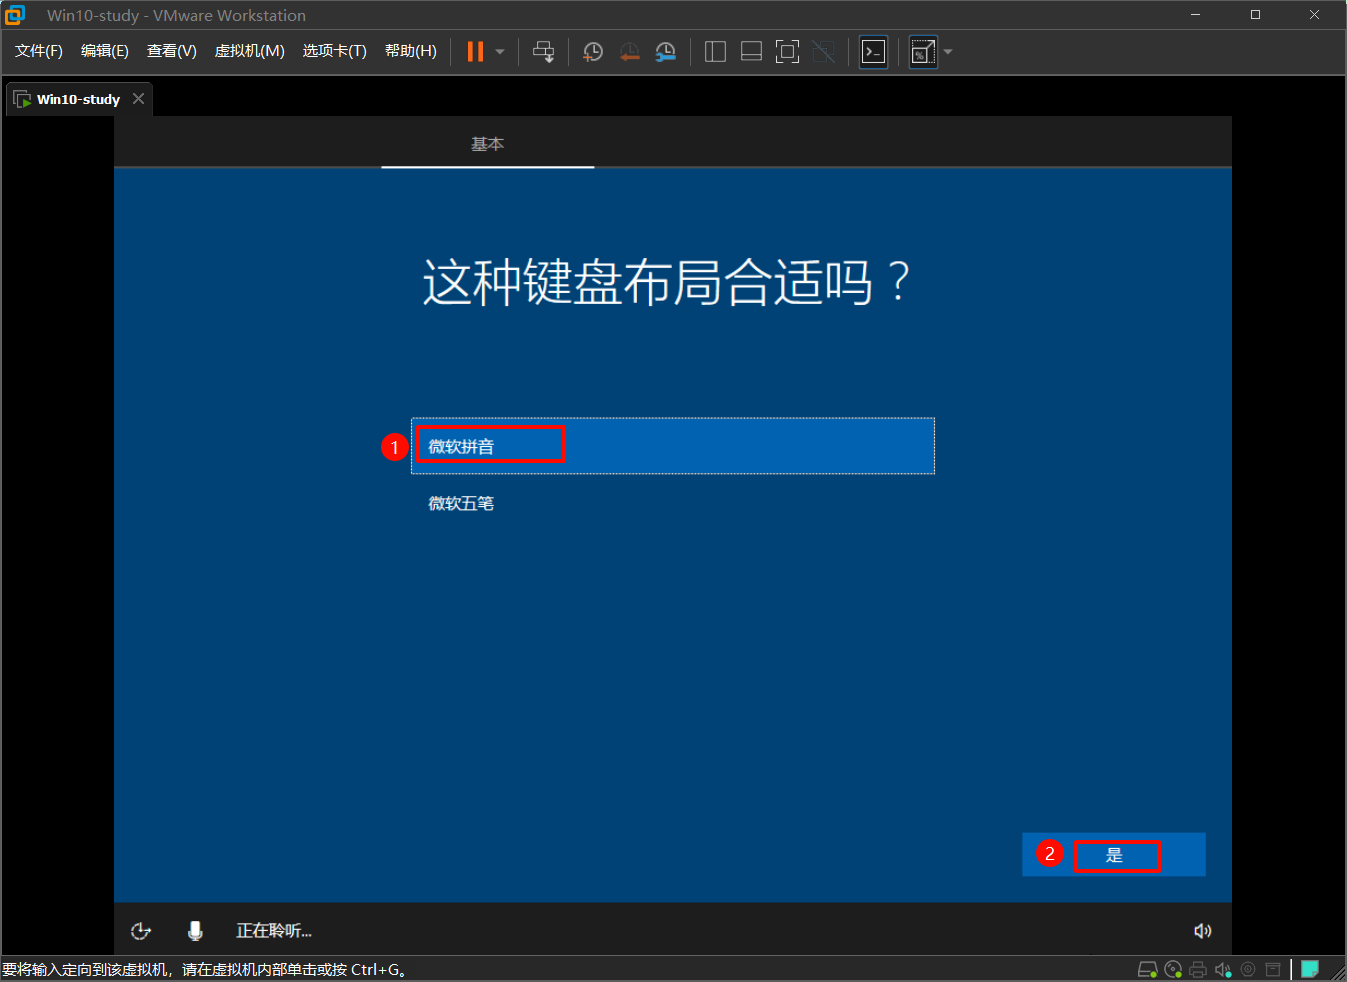 Win10-study - VMware Workstation
文件(F) 编辑(E) 查看(V) 虚拟机(M) 选项卡(T) 帮助(H)
Win10-study
基本
这种键盘布局合适吗？
1 微软拼音
微软五笔
2 是
正在聆听...
要将输入定向到该虚拟机，请在虚拟机内部单击或按 Ctrl+G。